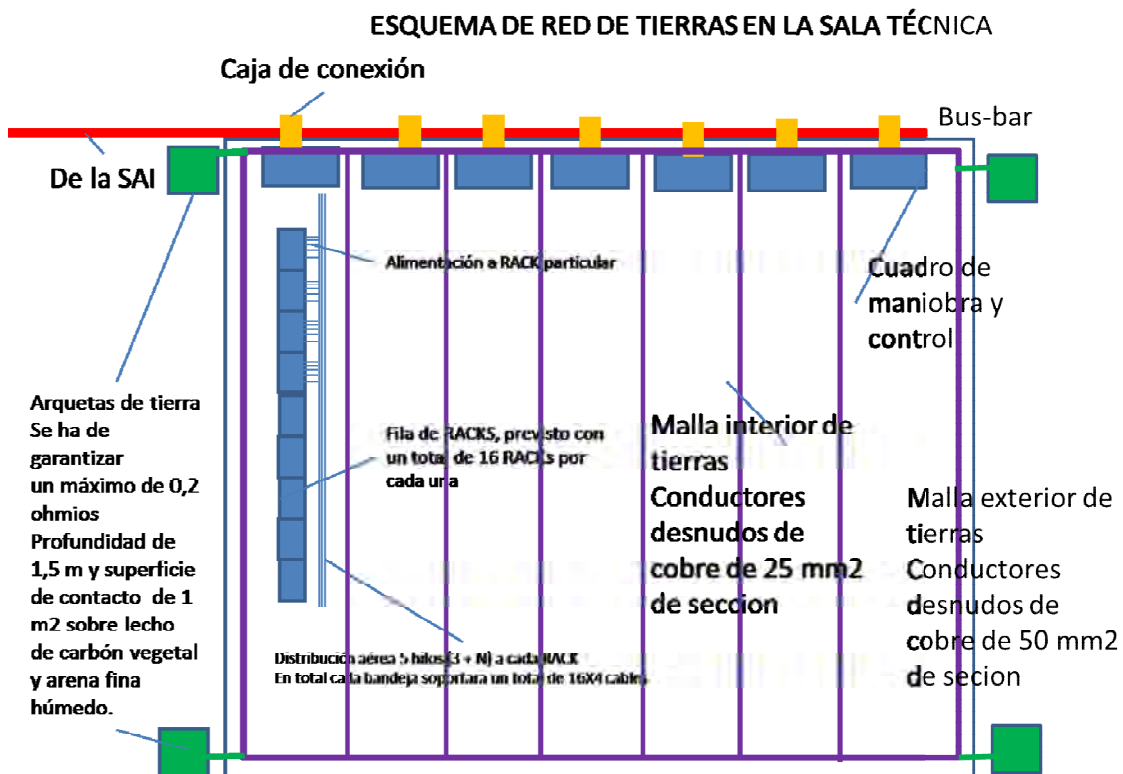 ESQUEMA DE RED DE TIERRAS EN LA SALA TÉCNICA
Caja de conexión
Bus-bar
De la SAI
Alimentación a RACK particular
Cuadro de
maniobra y
control
Arquetas de tierra
Se ha de
garantizar
un máximo de 0,2
ohmios
Profundidad de
1,5 m y superficie
de contacto de 1
m2 sobre lecho
de carbón vegetal
y arena fina
húmedo.
Fila de RACKS, previsto con
un total de 16 RACKs por
cada una
Malla interior de
tierras
Conductores
desnudos de
cobre de 25 mm2
de seccion
Malla exterior de
tierras
Conductores
desnudos de
cobre de 50 mm2
de secion
Distribución aérea 5 hilos (3 + N) a cada RACK
En total cada bandeja soportara un total de 16X4 cables